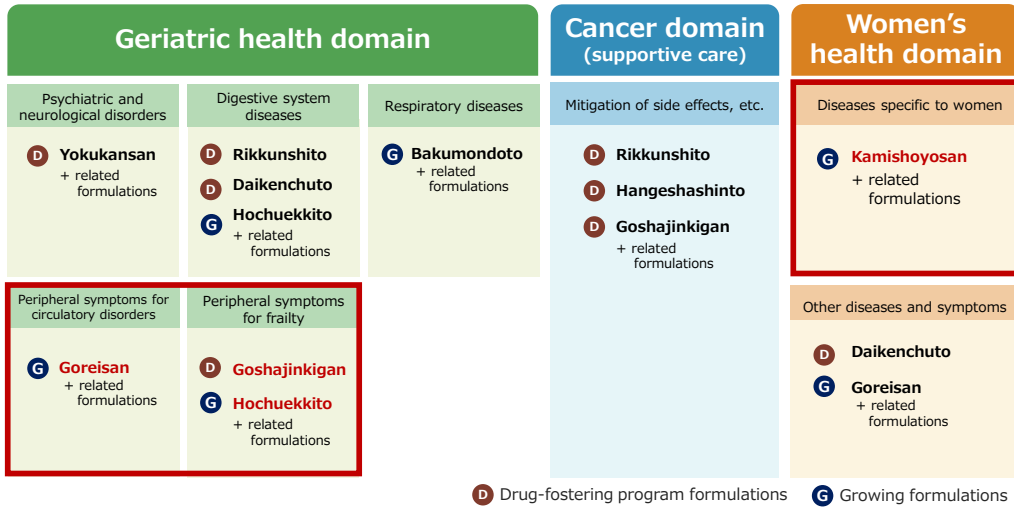 Geriatric health domain
Psychiatric and
neurological disorders
D Yokukansan
+ related
formulations
Digestive system
diseases
D Rikkunshito
D Daikenchuto
G Hochuekkito
+ related
formulations
Respiratory diseases
G Bakumondoto
+ related
formulations
Peripheral symptoms for
circulatory disorders
G Goreisan
+ related
formulations
Peripheral symptoms
for frailty
D Goshajinkigan
G Hochuekkito
+ related
formulations
Cancer domain
(supportive care)
Mitigation of side effects, etc.
D Rikkunshito
D Hangeshashinto
D Goshajinkigan
+ related
formulations
Women's
health domain
Diseases specific to women
G Kamishoyosan
+ related
formulations
Other diseases and symptoms
D Daikenchuto
G Goreisan
+ related
formulations
D Drug-fostering program formulations
G Growing formulations